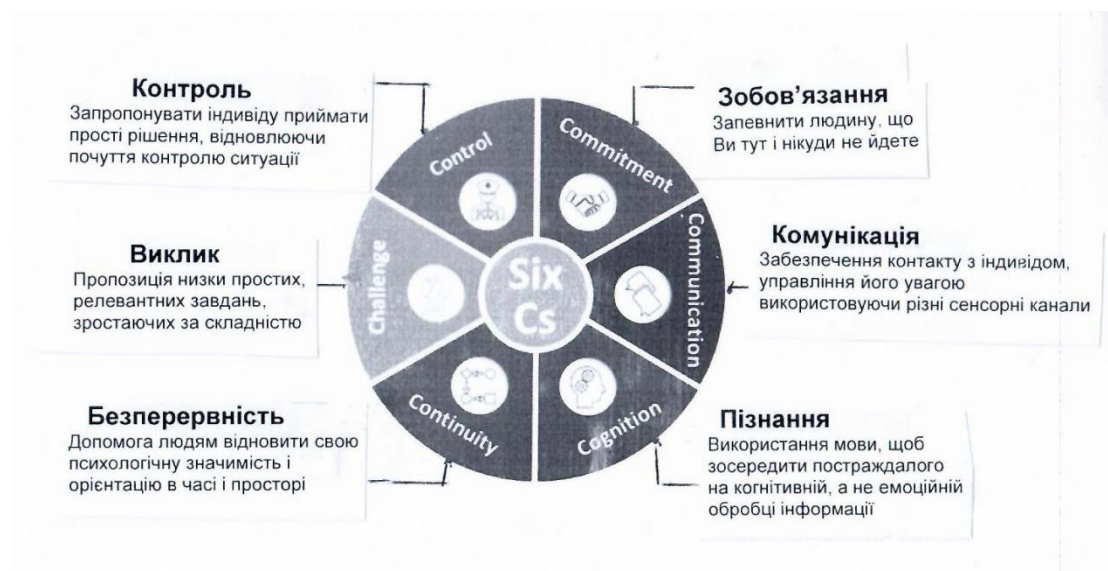 Контроль
Запропонувати індивіду приймати
прості рішення, відновлюючи
почуття контролю ситуації
Зобов’язання
Запевнити людину, що
Ви тут і нікуди не йдете
Виклик
Пропозиція низки простих,
релевантних завдань,
зростаючих за складністю
Комунікація
Забезпечення контакту з індивідом,
управління його увагою
використовуючи різні сенсорні канали
Безперервність
Допомога людям відновити свою
психологічну значимість і
орієнтацію в часі і просторі
Пізнання
Використання мови, щоб
зосередити постраждалого
на когнітивній, а не емоційній
обробці інформації
Control
Commitment
Challenge
Communication
Continuity
Cognition
Six
Cs